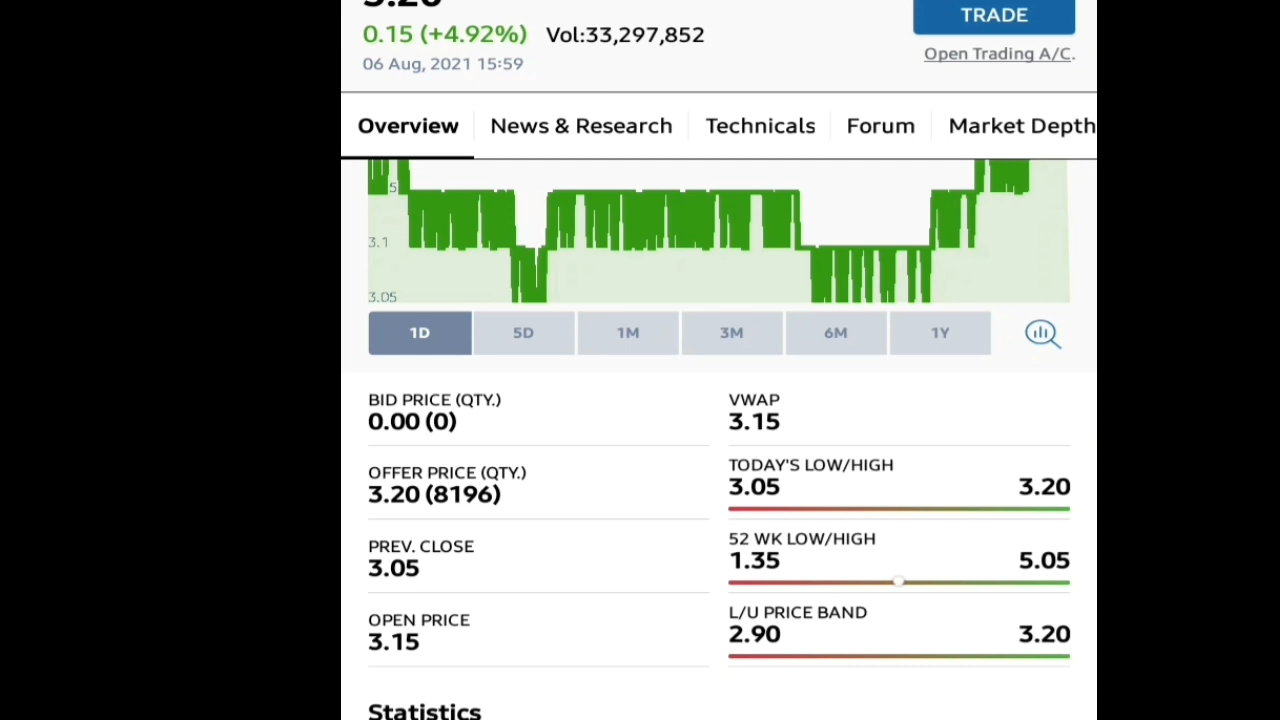 3.20
TRADE
0.15 (+4.92%) Vol:33,297,852
Open Trading A/C.
06 Aug, 2021 15:59
Overview News & Research Technicals Forum Market Depth
5
3.1
3.05
1D 5D 1M 3M 6M 1Y
BID PRICE (QTY.)
0.00 (0)
VWAP
3.15
OFFER PRICE (QTY.)
3.20 (8196)
TODAY'S LOW/HIGH
3.05 3.20
PREV. CLOSE
3.05
52 WK LOW/HIGH
1.35 5.05
OPEN PRICE
3.15
L/U PRICE BAND
2.90 3.20
Statistics